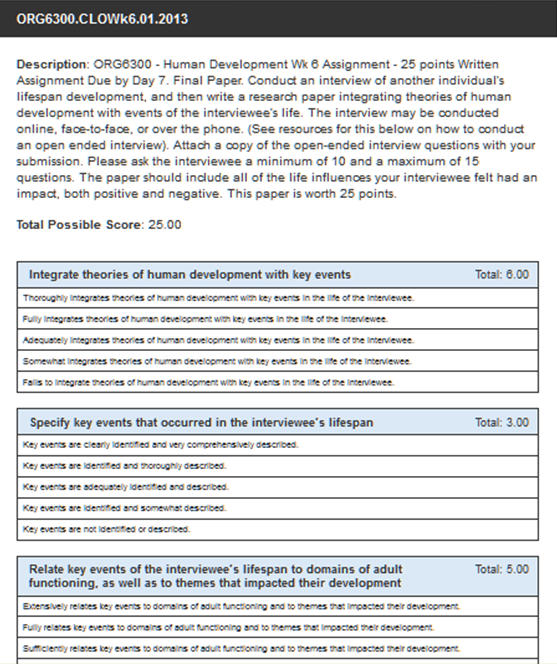 ORG6300.CLOWk6.01.2013
Description: ORG6300 - Human Development Wk 6 Assignment - 25 points Written
Assignment Due by Day 7. Final Paper. Conduct an interview of another individual's
lifespan development, and then write a research paper integrating theories of human
development with events of the interviewee's life. The interview may be conducted
online, face-to-face, or over the phone. (See resources for this below on how to conduct
an open ended interview). Attach a copy of the open-ended interview questions with your
submission. Please ask the interviewee a minimum of 10 and a maximum of 15
questions. The paper should include all of the life influences your interviewee felt had an
impact, both positive and negative. This paper is worth 25 points.
Total Possible Score: 25.00
Integrate theories of human development with key events Total: 6.00
Thoroughly integrates theories of human development with key events in the life of the interviewee.
Fully integrates theories of human development with key events in the life of the interviewee.
Adequately integrates theories of human development with key events in the life of the interviewee.
Somewhat integrates theories of human development with key events in the life of the interviewee.
Fails to integrate theories of human development with key events in the life of the interviewee.
Specify key events that occurred in the interviewee's lifespan Total: 3.00
Key events are clearly identified and very comprehensively described.
Key events are identified and thoroughly described.
Key events are adequately identified and described.
Key events are identified and somewhat described.
Key events are not identified or described.
Relate key events of the interviewee's lifespan to domains of adult Total: 5.00
functioning, as well as to themes that impacted their development
Extensively relates key events to domains of adult functioning and to themes that impacted their development.
Fully relates key events to domains of adult functioning and to themes that impacted their development.
Sufficiently relates key events to domains of adult functioning and to themes that impacted their development.